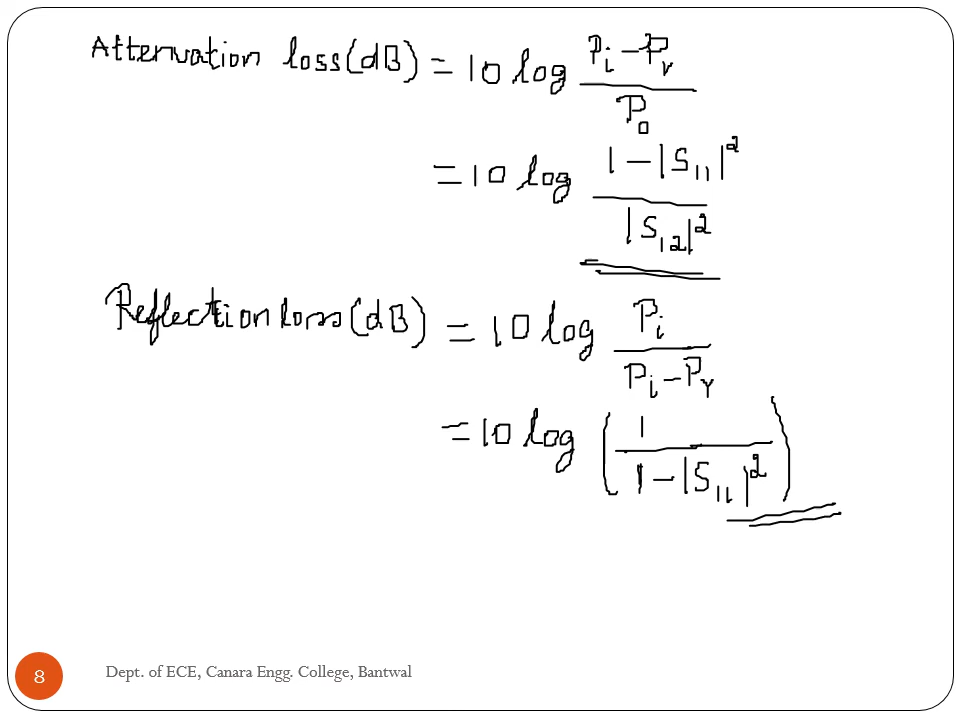 Attenuation loss(dB) = 10 log (Pi − Pr) / Po
= 10 log (1 − |S11|²) / |S12|²
Reflection loss(dB) = 10 log Pi / (Pi − Pr)
= 10 log (1 / (1 − |S11|²))
8 Dept. of ECE, Canara Engg. College, Bantwal